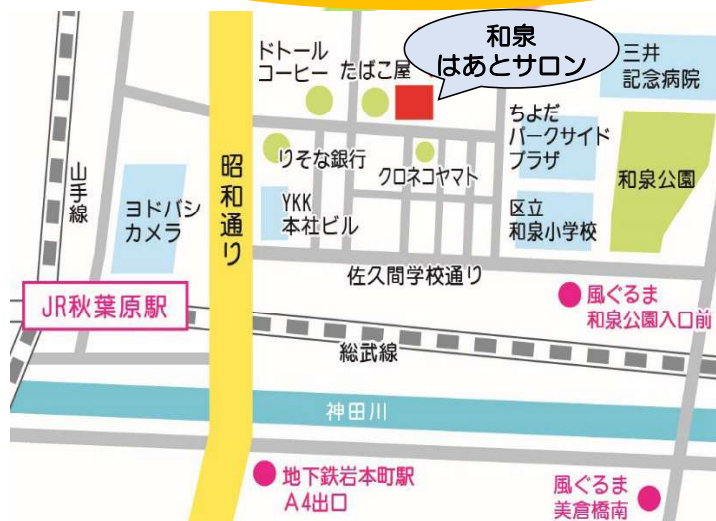 和泉
はあとサロン
ドトール
コーヒー
たばこ屋
三井
記念病院
ちよだ
パークサイド
プラザ
りそな銀行
クロネコヤマト
和泉公園
昭和通り
山手線
ヨドバシ
カメラ
YKK
本社ビル
区立
和泉小学校
佐久間学校通り
風ぐるま
和泉公園入口前
JR秋葉原駅
総武線
神田川
地下鉄岩本町駅
A4出口
風ぐるま
美倉橋南